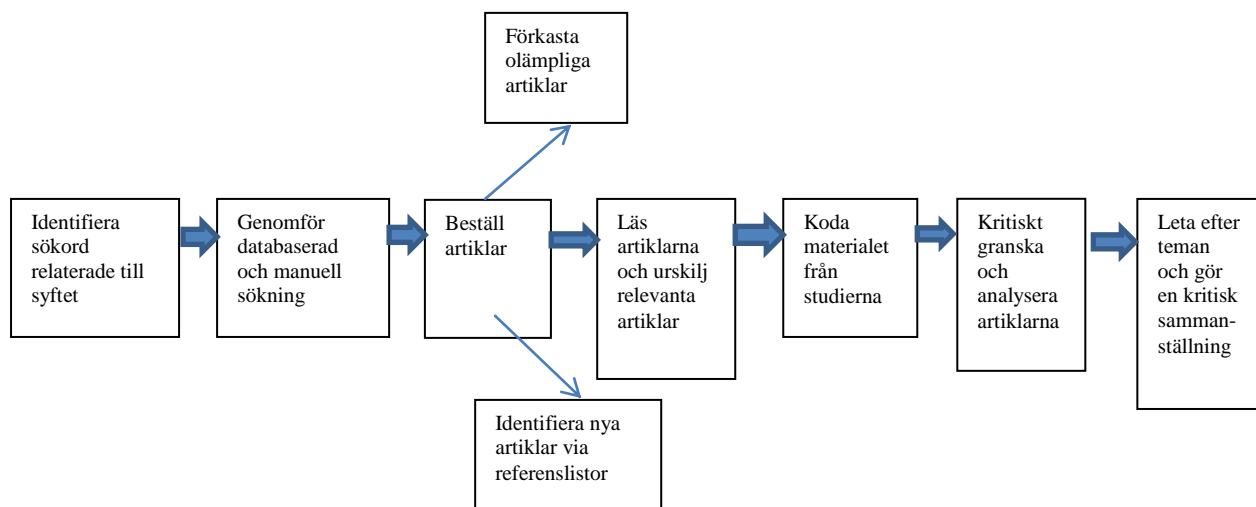 Förkasta
olämpliga
artiklar
Identifiera
sökord
relaterade till
syftet
Genomför
databaserad
och manuell
sökning
Beställ
artiklar
Läs
artiklarna
och urskilj
relevanta
artiklar
Koda
materialet
från
studierna
Kritiskt
granska
och
analysera
artiklarna
Leta efter
teman
och gör
en kritisk
samman-
ställning
Identifiera nya
artiklar via
referenslistor